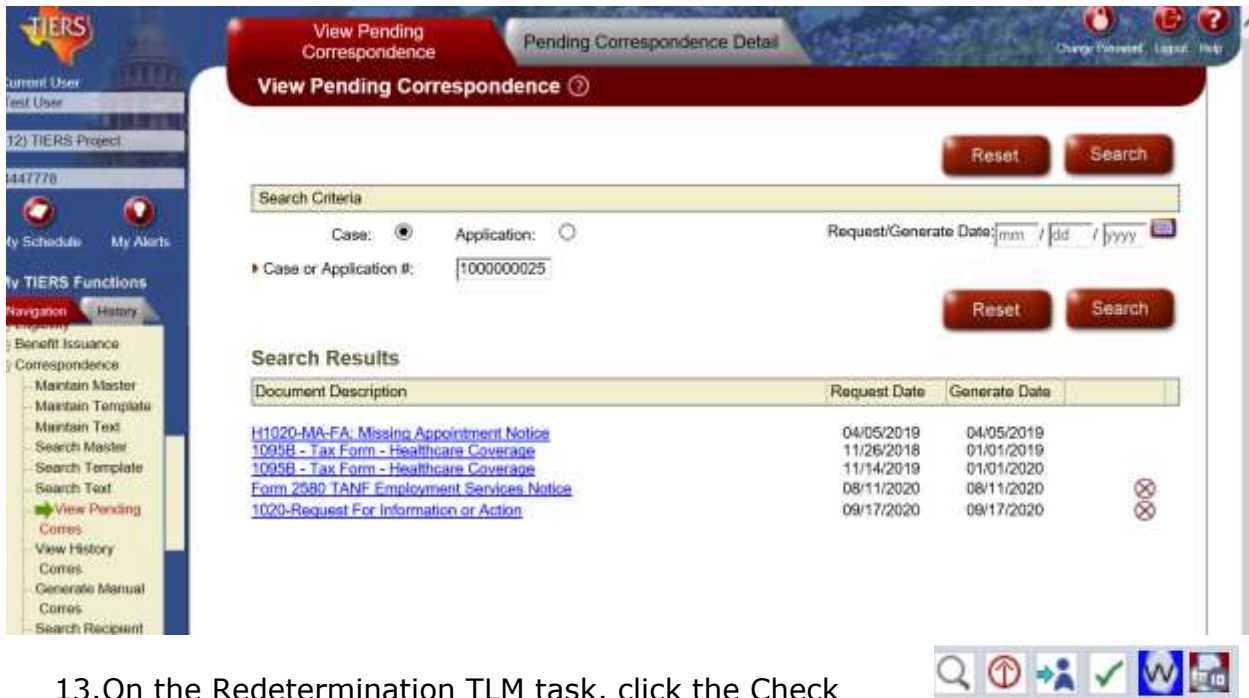 TIERS
View Pending
Correspondence
Pending Correspondence Detail
Change Password Logout Help
Current User
Test User
View Pending Correspondence ?
12) TIERS Project
Reset Search
4447778
Search Criteria
My Schedule My Alerts
Case: Application: Request/Generate Date: mm / dd / yyyy
Case or Application #: 1000000025
My TIERS Functions
Navigation History
Reset Search
Benefit Issuance
Correspondence
Maintain Master
Maintain Template
Maintain Text
Search Master
Search Template
Search Text
View Pending
Corres
View History
Corres
Generate Manual
Corres
Search Recipient
Search Results
Document Description Request Date Generate Date
H1020-MA-FA: Missing Appointment Notice 04/05/2019 04/05/2019
1095B - Tax Form - Healthcare Coverage 11/26/2018 01/01/2019
1095B - Tax Form - Healthcare Coverage 11/14/2019 01/01/2020
Form 2580 TANF Employment Services Notice 08/11/2020 08/11/2020
1020-Request For Information or Action 09/17/2020 09/17/2020
13.On the Redetermination TLM task, click the Check
W